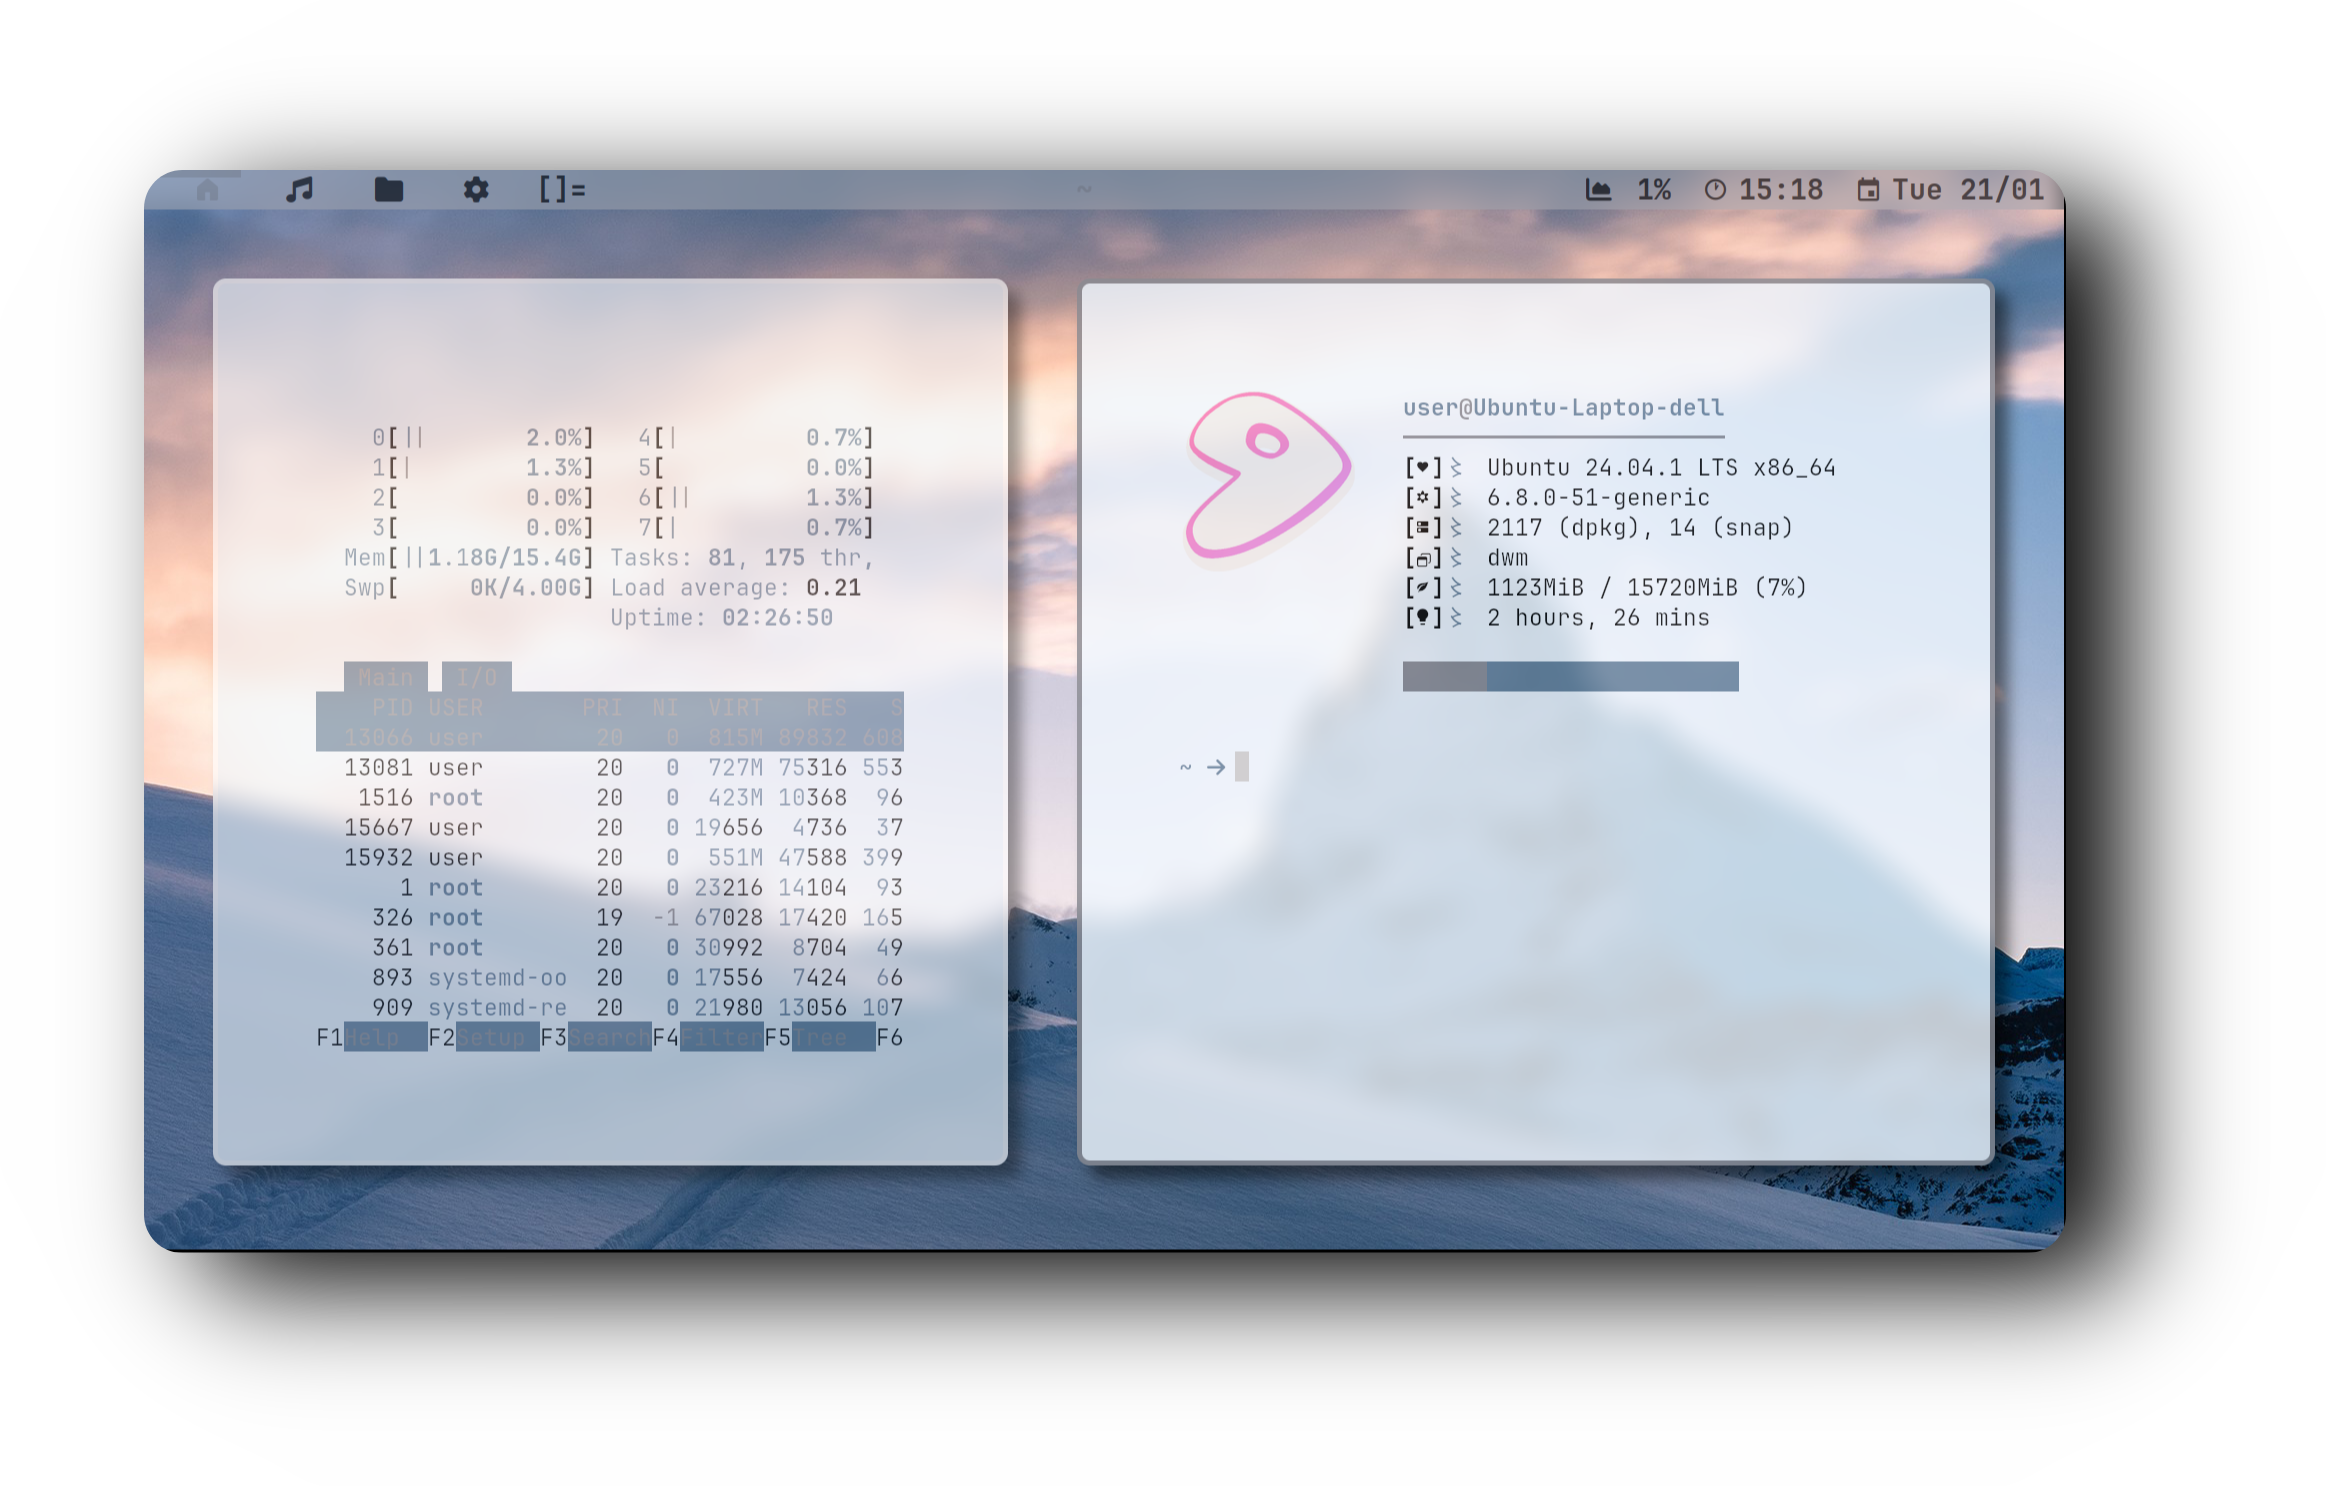 []= ~ 1% 15:18 Tue 21/01
0[|| 2.0%] 4[| 0.7%]
1[| 1.3%] 5[ 0.0%]
2[ 0.0%] 6[|| 1.3%]
3[ 0.0%] 7[| 0.7%]
Mem[||1.18G/15.4G] Tasks: 81, 175 thr,
Swp[ 0K/4.00G] Load average: 0.21
Uptime: 02:26:50
Main I/O
PID USER PRI NI VIRT RES S
13066 user 20 0 815M 89832 608
13081 user 20 0 727M 75316 553
1516 root 20 0 423M 10368 96
15667 user 20 0 19656 4736 37
15932 user 20 0 551M 47588 399
1 root 20 0 23216 14104 93
326 root 19 -1 67028 17420 165
361 root 20 0 30992 8704 49
893 systemd-oo 20 0 17556 7424 66
909 systemd-re 20 0 21980 13056 107
F1Help F2Setup F3SearchF4FilterF5Tree F6
user@Ubuntu-Laptop-dell
[♥] Ubuntu 24.04.1 LTS x86_64
[] 6.8.0-51-generic
[] 2117 (dpkg), 14 (snap)
[] dwm
[] 1123MiB / 15720MiB (7%)
[] 2 hours, 26 mins
~ →